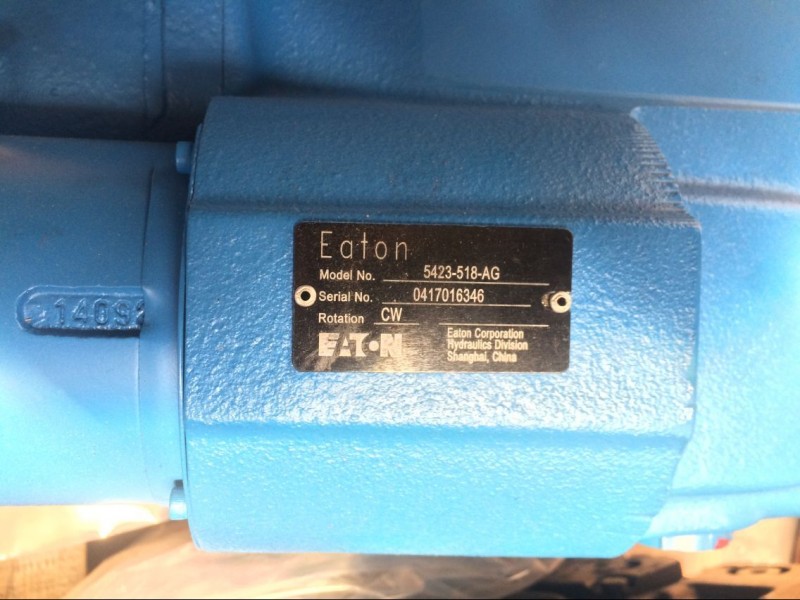 Eaton
Model No. 5423-518-AG
Serial No. 0417016346
Rotation CW
EATON
Eaton Corporation
Hydraulics Division
Shanghai, China